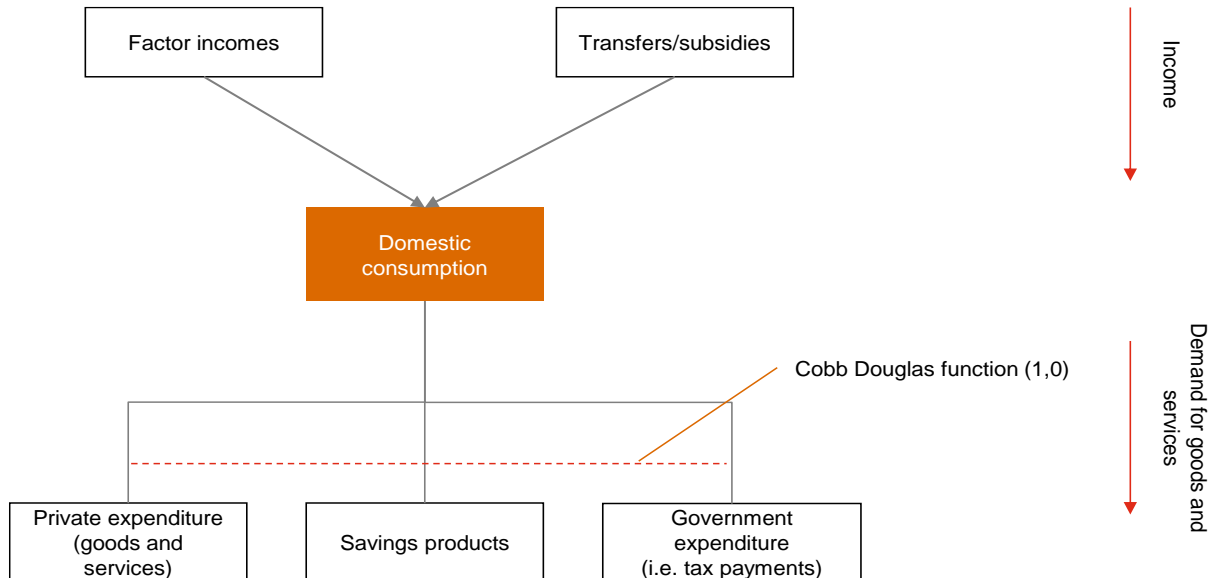 Factor incomes
Transfers/subsidies
Income
Domestic
consumption
Cobb Douglas function (1,0)
Demand for goods and
services
Private expenditure
(goods and
services)
Savings products
Government
expenditure
(i.e. tax payments)